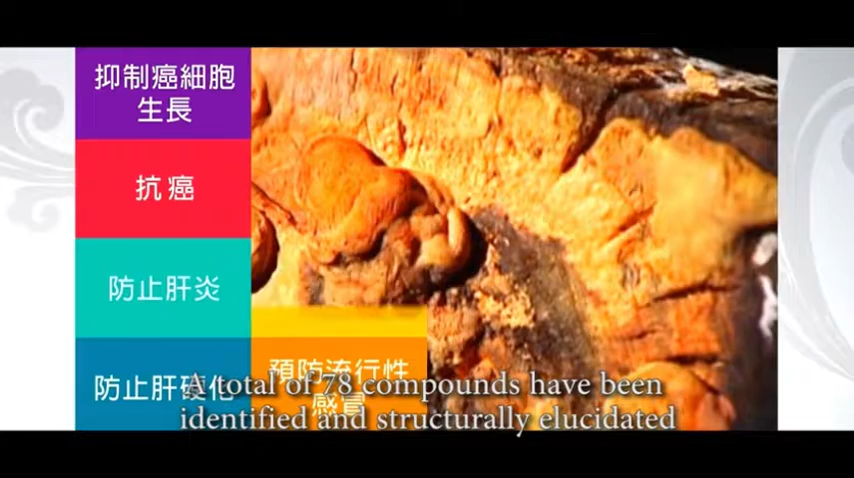 抑制癌細胞
生長
抗癌
防止肝炎
防止肝硬化
預防流行性
感冒
A total of 78 compounds have been
identified and structurally elucidated